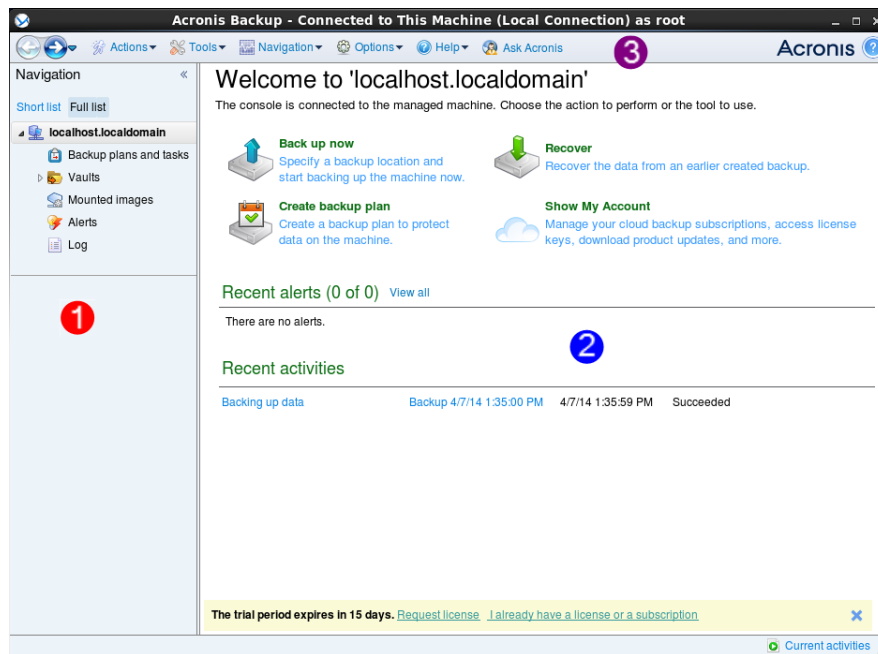 Acronis Backup - Connected to This Machine (Local Connection) as root
Actions Tools Navigation Options Help Ask Acronis
3
Acronis ?
Navigation «
Short list Full list
localhost.localdomain
Backup plans and tasks
Vaults
Mounted images
Alerts
Log
1
Welcome to 'localhost.localdomain'
The console is connected to the managed machine. Choose the action to perform or the tool to use.
Back up now
Specify a backup location and
start backing up the machine now.
Recover
Recover the data from an earlier created backup.
Create backup plan
Create a backup plan to protect
data on the machine.
Show My Account
Manage your cloud backup subscriptions, access license
keys, download product updates, and more.
Recent alerts (0 of 0) View all
There are no alerts.
2
Recent activities
Backing up data Backup 4/7/14 1:35:00 PM 4/7/14 1:35:59 PM Succeeded
The trial period expires in 15 days. Request license I already have a license or a subscription
Current activities